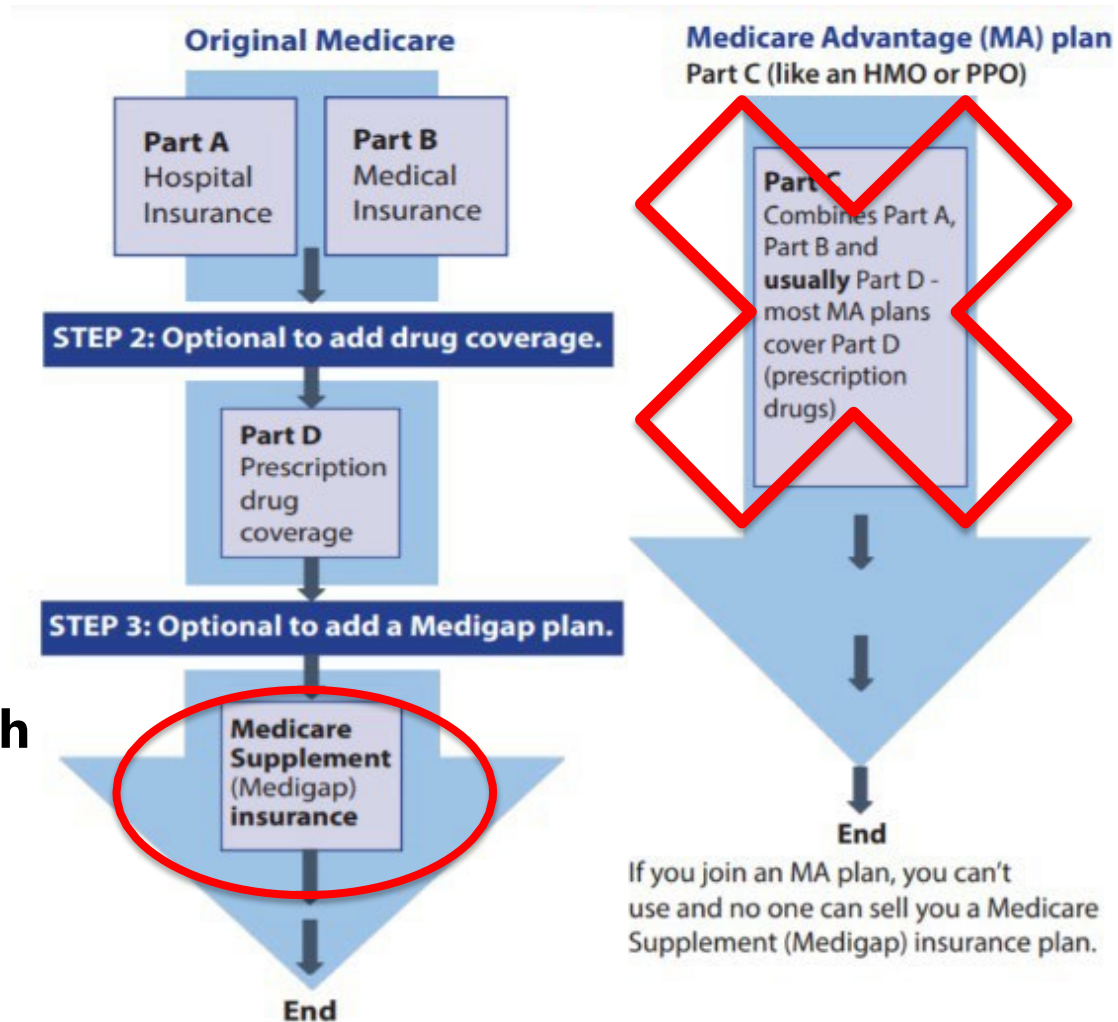 Original Medicare
Part A
Hospital
Insurance
Part B
Medical
Insurance
STEP 2: Optional to add drug coverage.
Part D
Prescription
drug
coverage
STEP 3: Optional to add a Medigap plan.
h
Medicare
Supplement
(Medigap)
insurance
End
Medicare Advantage (MA) plan
Part C (like an HMO or PPO)
Part C
Combines Part A,
Part B and
usually Part D -
most MA plans
cover Part D
(prescription
drugs)
End
If you join an MA plan, you can't
use and no one can sell you a Medicare
Supplement (Medigap) insurance plan.